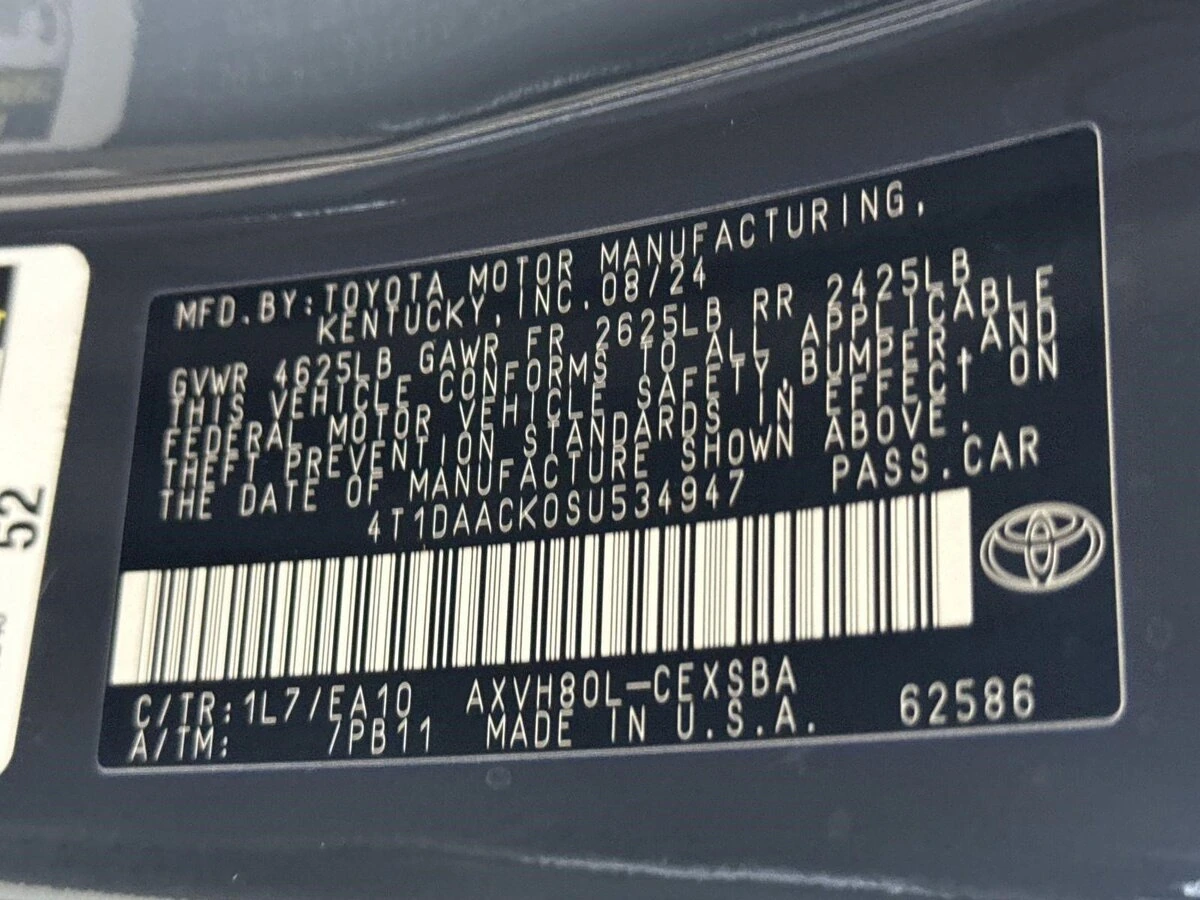 MFD.BY:TOYOTA MOTOR MANUFACTURING,
KENTUCKY, INC.08/24
GVWR 4625LB GAWR FR 2625LB RR 2425LB
THIS VEHICLE CONFORMS TO ALL APPLICABLE
FEDERAL MOTOR VEHICLE SAFETY,BUMPER,AND
THEFT PREVENTION STANDARDS IN EFFECT ON
THE DATE OF MANUFACTURE SHOWN ABOVE.
4T1DAACK0SU534947 PASS.CAR
C/TR:1L7/EA10 AXVH80L-CEXSBA 62586
A/TM: /PB11 MADE IN U.S.A.
52